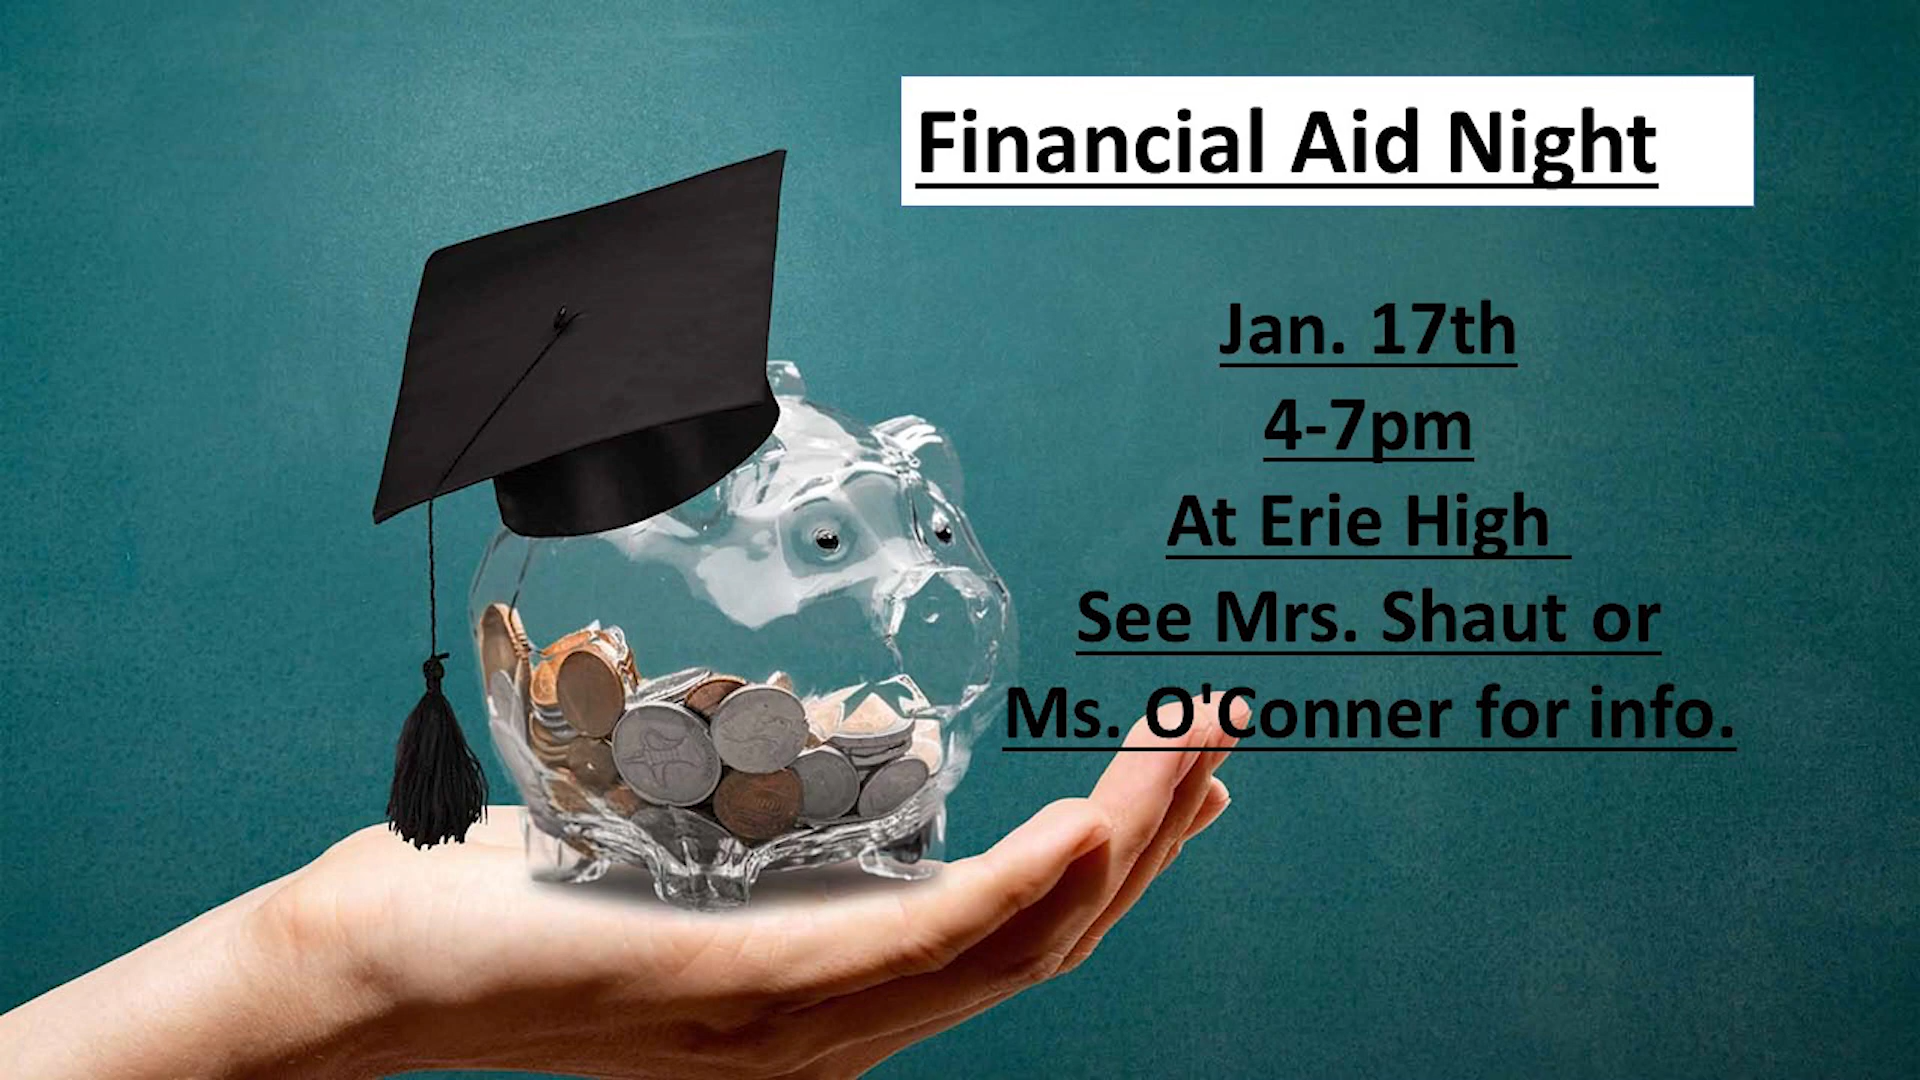 Financial Aid Night
Jan. 17th
4-7pm
At Erie High
See Mrs. Shaut or
Ms. O'Conner for info.